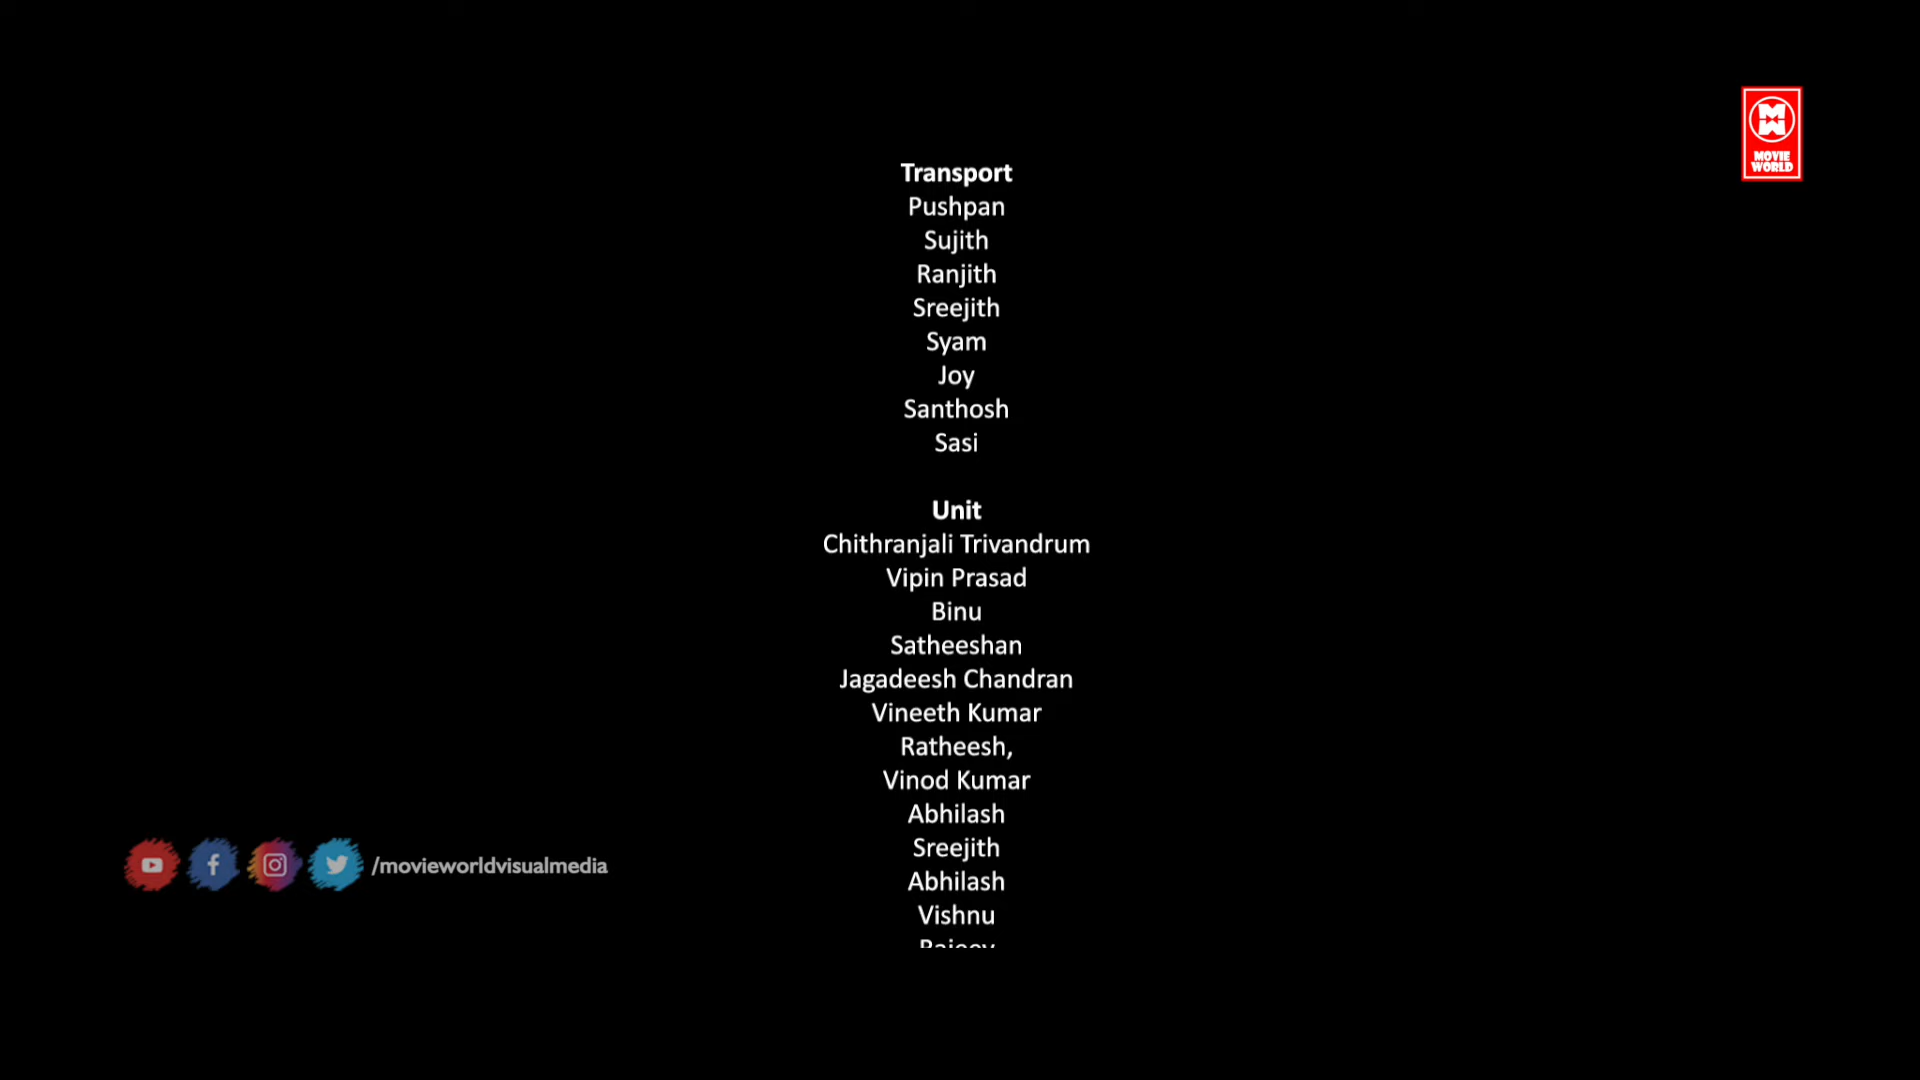 MOVIE
WORLD
Transport
Pushpan
Sujith
Ranjith
Sreejith
Syam
Joy
Santhosh
Sasi
Unit
Chithranjali Trivandrum
Vipin Prasad
Binu
Satheeshan
Jagadeesh Chandran
Vineeth Kumar
Ratheesh,
Vinod Kumar
Abhilash
Sreejith
Abhilash
Vishnu
/movieworldvisualmedia